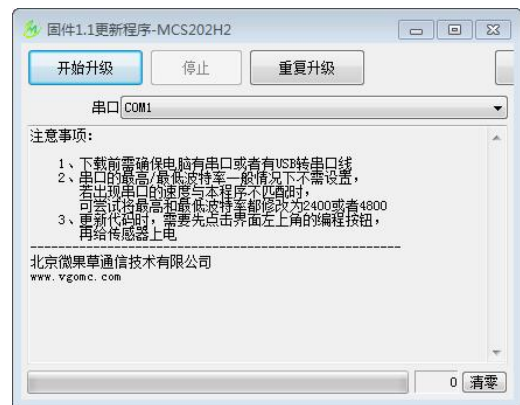 固件1.1更新程序-MCS202H2
开始升级 停止 重复升级
串口 COM1
注意事项:
1、下载前需确保电脑有串口或者有USB转串口线
2、串口的最高/最低波特率一般情况下不需设置,
若出现串口的速度与本程序不匹配时,
可尝试将最高和最低波特率都修改为2400或者4800
3、更新代码时,需要先点击界面左上角的编程按钮,
再给传感器上电
--------------------------------------------------
北京微果草通信技术有限公司
www.vgomc.com
0 清零